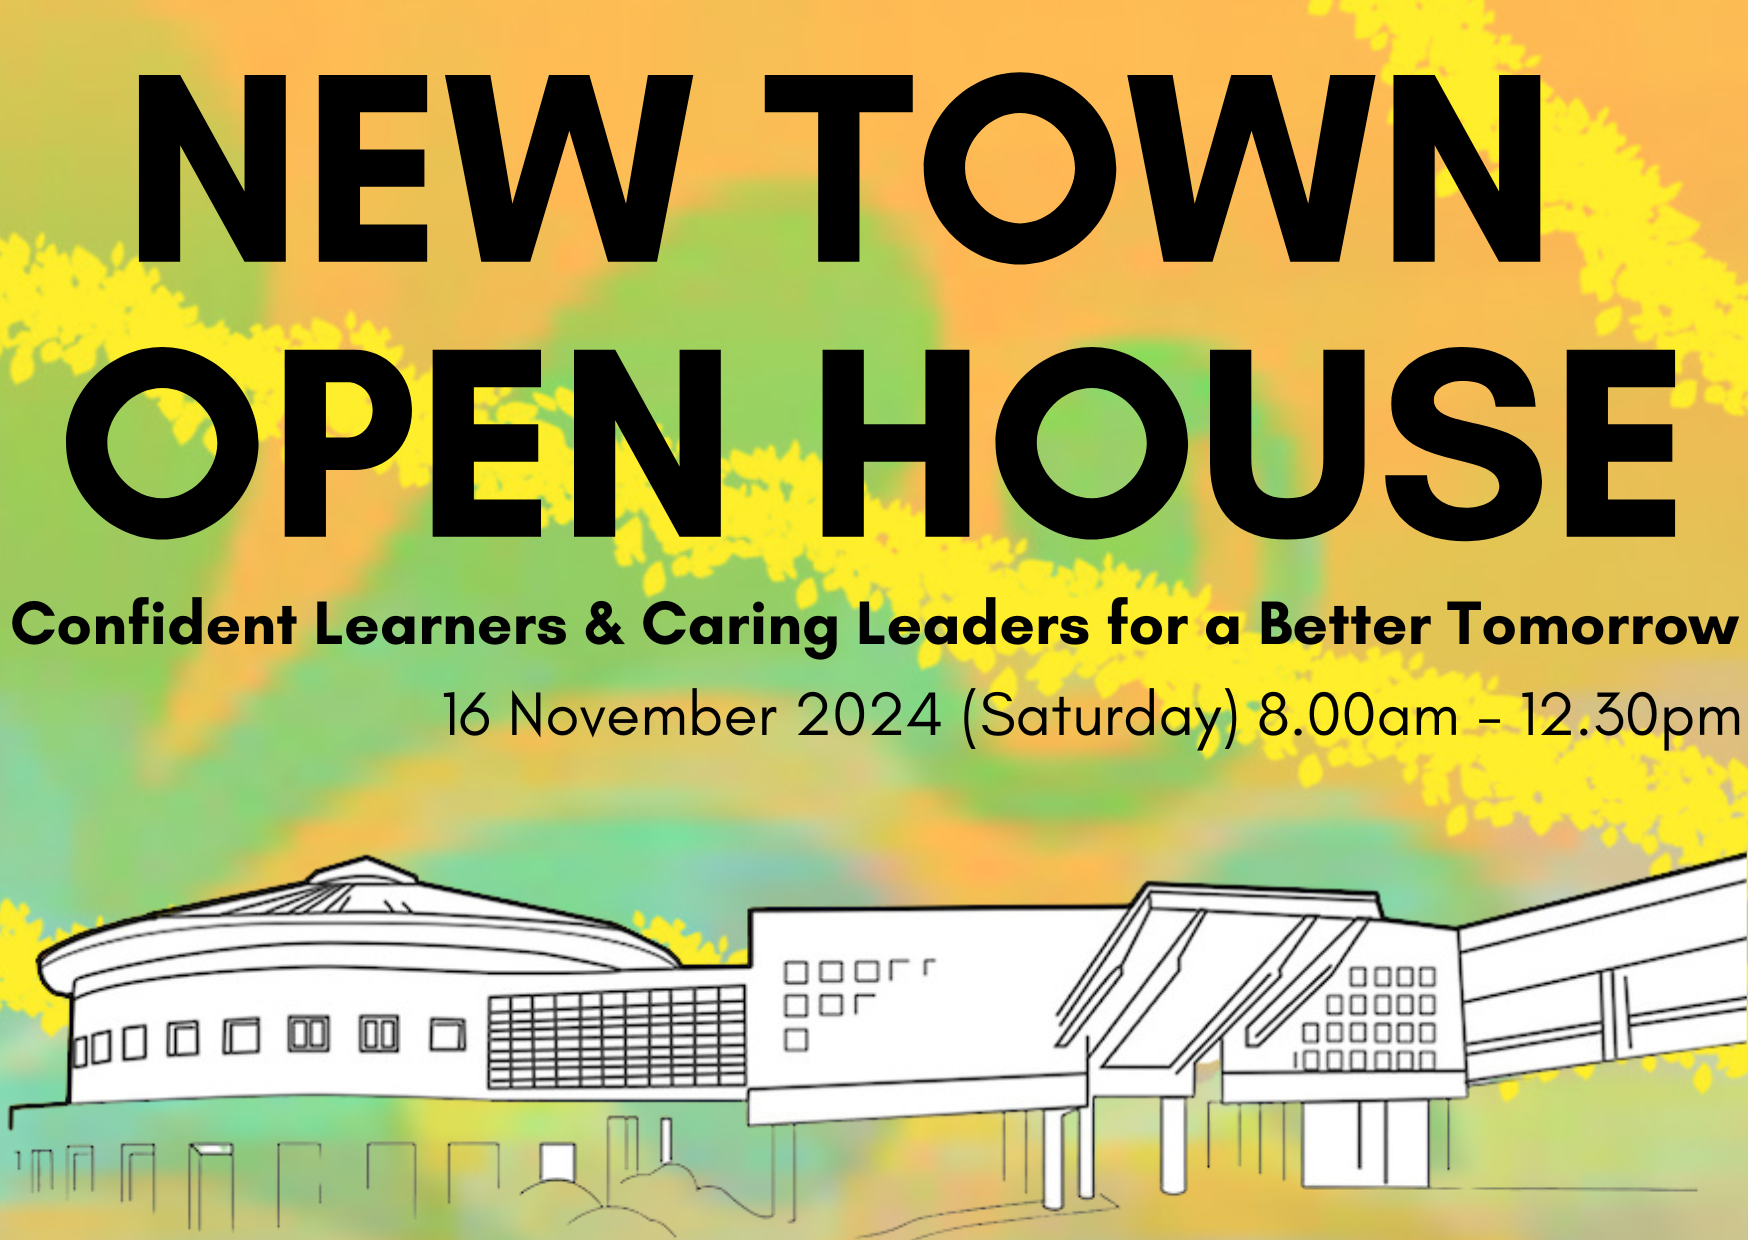 NEW TOWN
OPEN HOUSE
Confident Learners & Caring Leaders for a Better Tomorrow
16 November 2024 (Saturday) 8.00am – 12.30pm